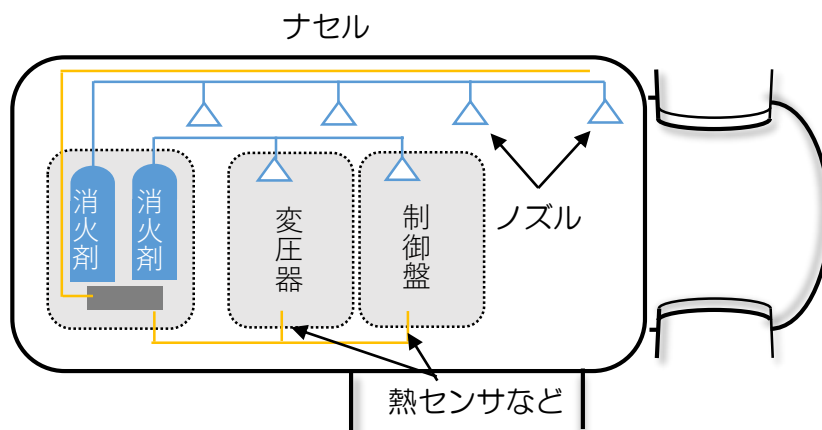 ナセル
消火剤
消火剤
変圧器
制御盤
ノズル
熱センサなど